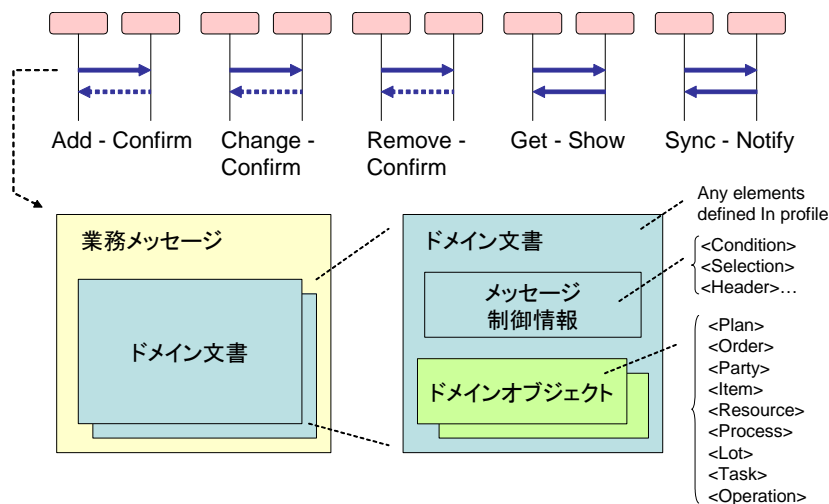 Add - Confirm
Change -
Confirm
Remove -
Confirm
Get - Show
Sync - Notify
業務メッセージ
ドメイン文書
ドメイン文書
メッセージ
制御情報
ドメインオブジェクト
Any elements
defined In profile
<Condition>
<Selection>
<Header>…
<Plan>
<Order>
<Party>
<Item>
<Resource>
<Process>
<Lot>
<Task>
<Operation>